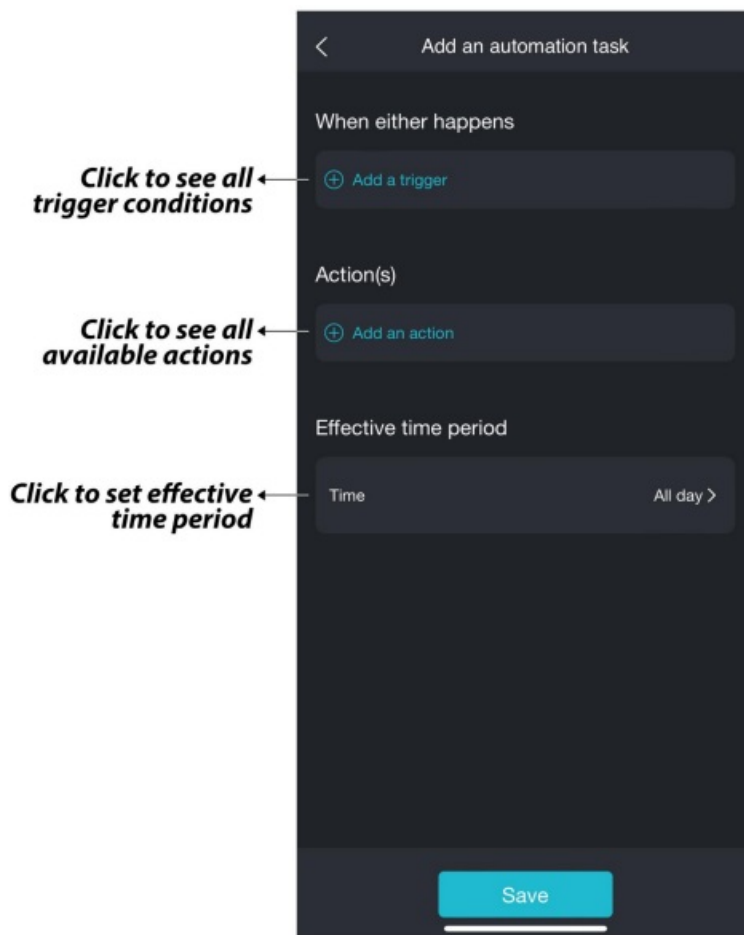 Add an automation task
When either happens
Click to see all
trigger conditions
Add a trigger
Action(s)
Click to see all
available actions
Add an action
Effective time period
Click to set effective
time period
Time
All day
Save